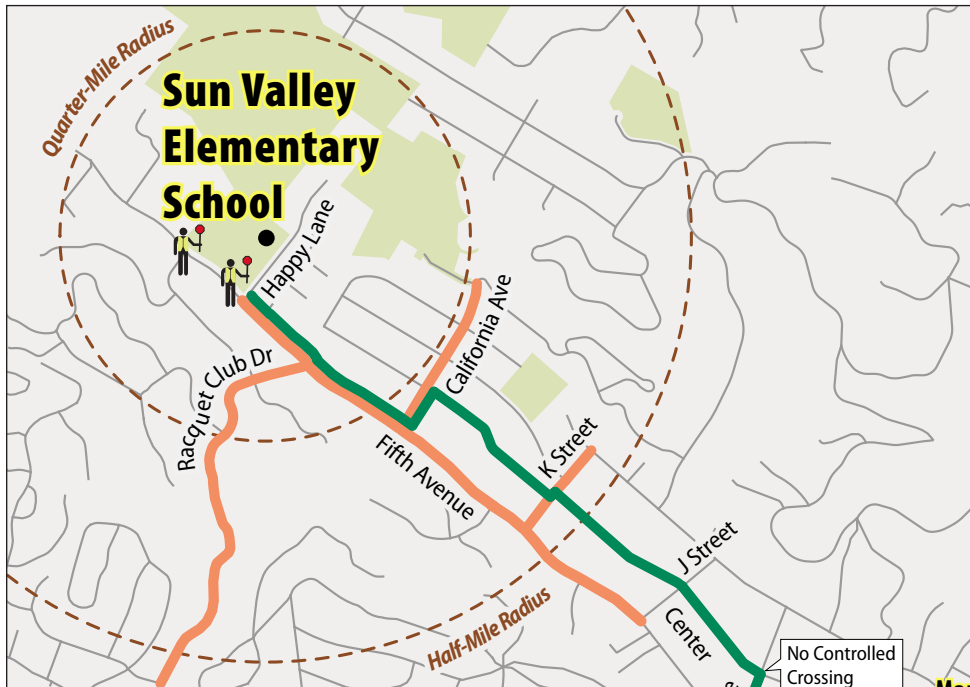 Quarter-Mile Radius
Sun Valley
Elementary
School
Happy Lane
Racquet Club Dr
California Ave
Fifth Avenue
K Street
J Street
Half-Mile Radius
Center
No Controlled
Crossing